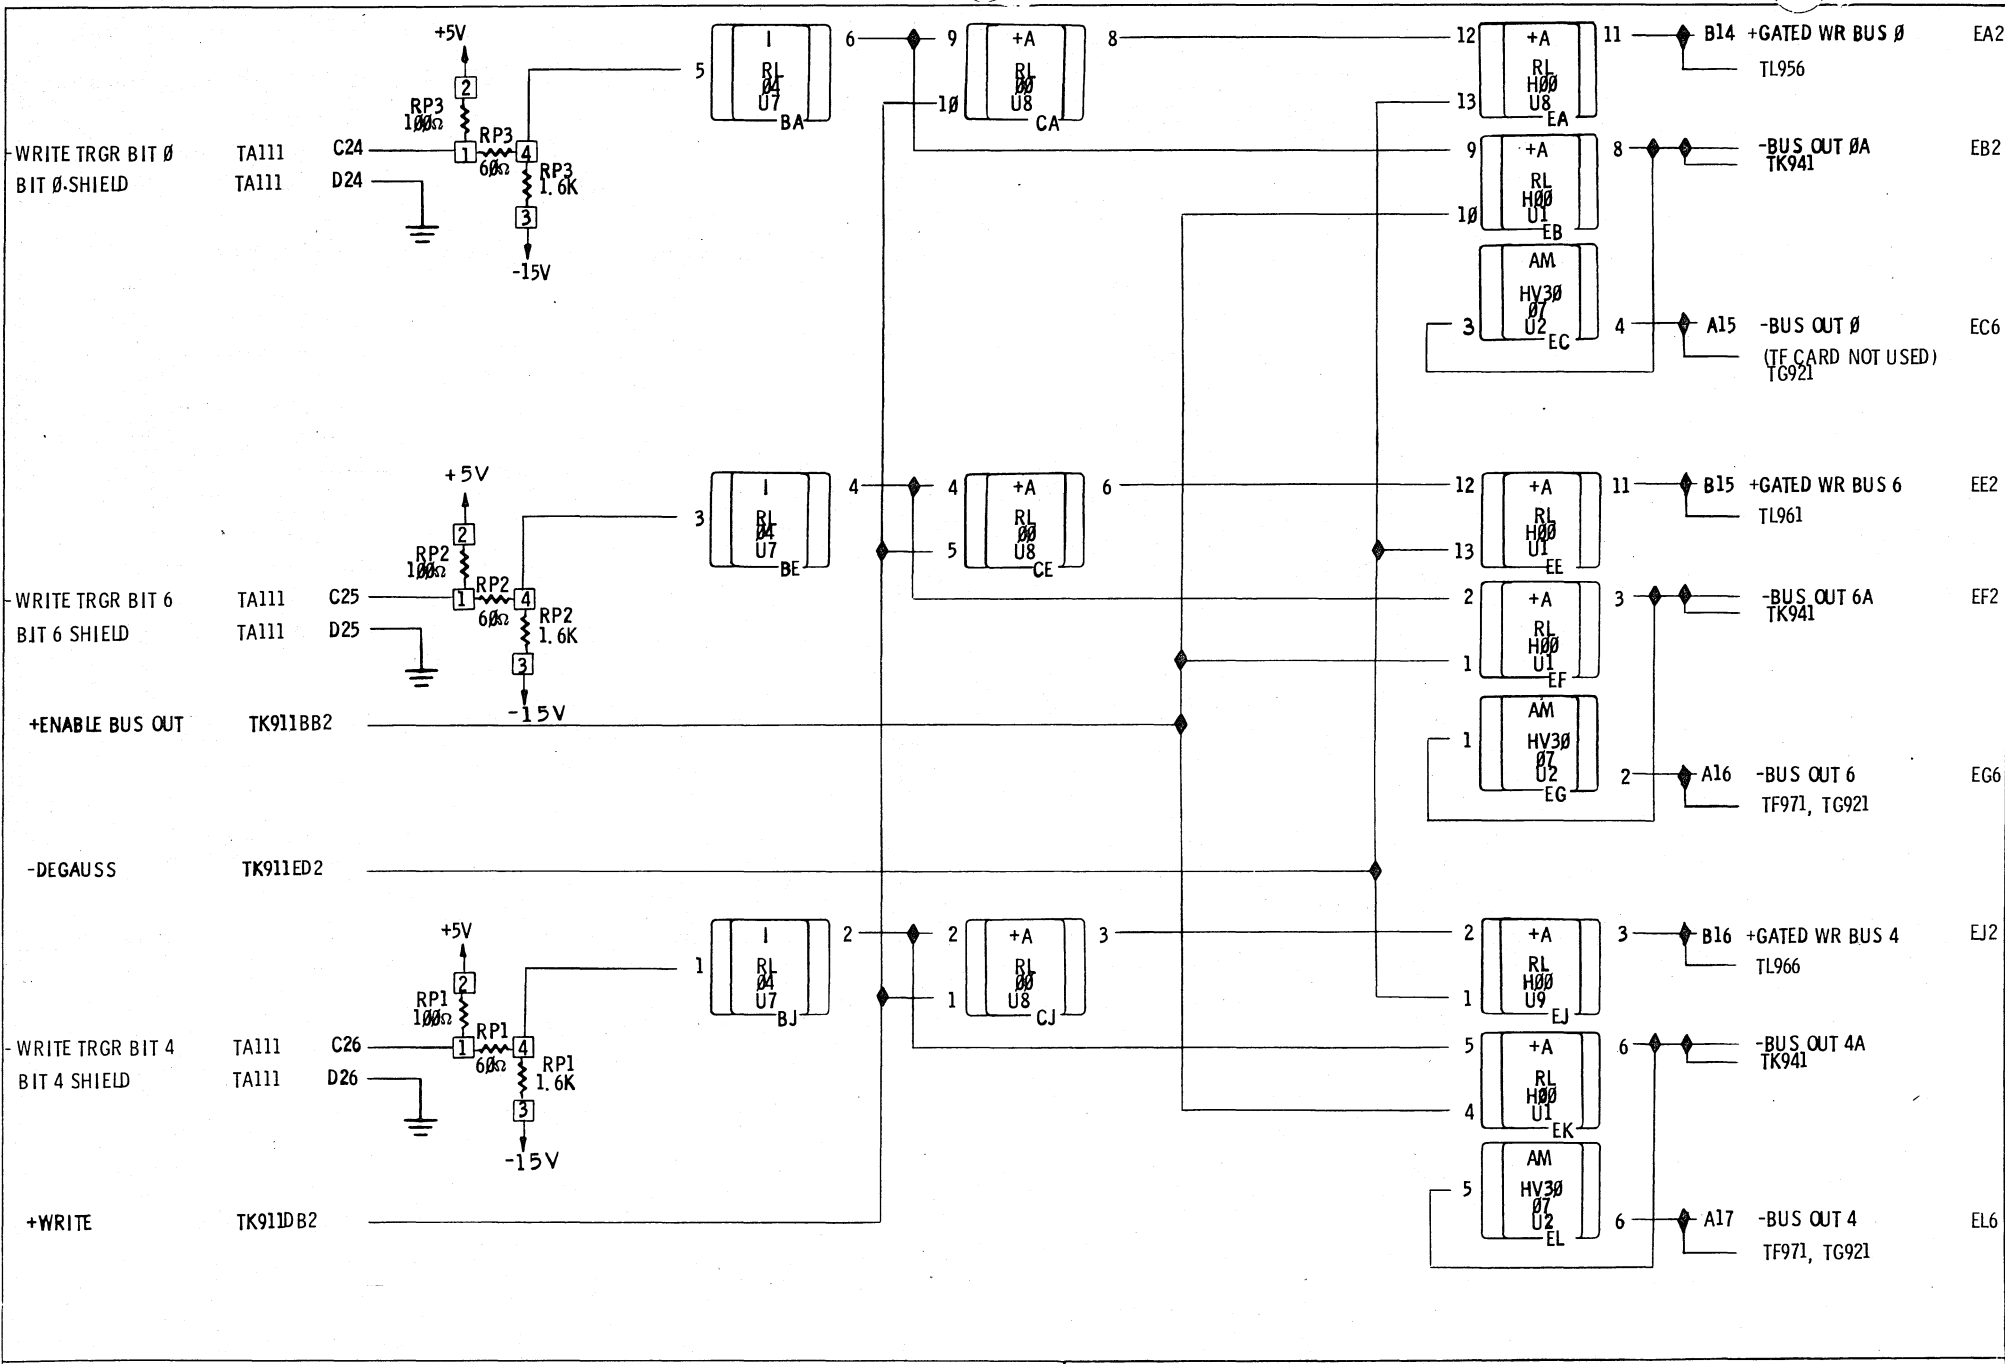 +5V
2
RP3
100Ω
RP3
1
4
60Ω
RP3
1.6K
3
-15V
-WRITE TRGR BIT Ø TA111 C24
BIT Ø SHIELD TA111 D24
5
I
RL
Ø4
U7
BA
6
9
10
+A
RL
ØØ
U8
CA
8
12
13
+A
RL
HØØ
U8
EA
11
B14 +GATED WR BUS Ø EA2
TL956
9
1Ø
+A
RL
HØØ
U1
EB
8
-BUS OUT ØA EB2
TK941
3
AM
HV3Ø
Ø7
U2
EC
4
A15 -BUS OUT Ø EC6
(TF CARD NOT USED)
TG921
+5V
2
RP2
1ØØΩ
RP2
1
4
6ØΩ
RP2
1.6K
3
-15V
-WRITE TRGR BIT 6 TA111 C25
BIT 6 SHIELD TA111 D25
3
I
RL
Ø4
U7
BE
4
4
5
+A
RL
ØØ
U8
CE
6
12
13
+A
RL
HØØ
U1
EE
11
B15 +GATED WR BUS 6 EE2
TL961
2
1
+A
RL
HØØ
U1
EF
3
-BUS OUT 6A EF2
TK941
+ENABLE BUS OUT TK911BB2
1
AM
HV3Ø
Ø7
U2
EG
2
A16 -BUS OUT 6 EG6
TF971, TG921
-DEGAUSS TK911ED2
+5V
2
RP1
1ØØΩ
RP1
1
4
6ØΩ
RP1
1.6K
3
-15V
-WRITE TRGR BIT 4 TA111 C26
BIT 4 SHIELD TA111 D26
1
I
RL
Ø4
U7
BJ
2
2
1
+A
RL
ØØ
U8
CJ
3
2
1
+A
RL
HØØ
U9
EJ
3
B16 +GATED WR BUS 4 EJ2
TL966
5
4
+A
RL
HØØ
U1
EK
6
-BUS OUT 4A
TK941
5
AM
HV3Ø
Ø7
U2
EL
6
A17 -BUS OUT 4 EL6
TF971, TG921
+WRITE TK911DB2